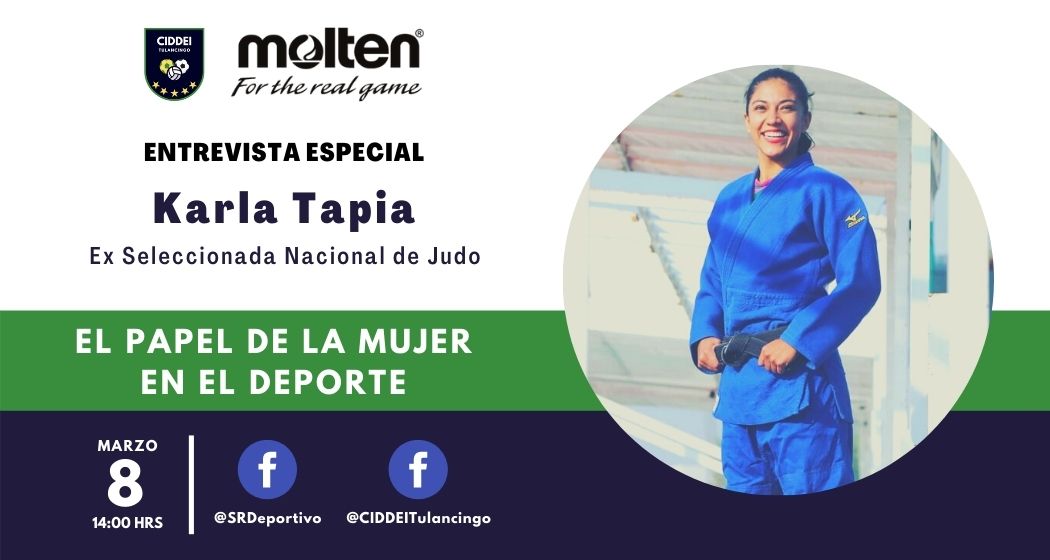 CIDDEI
TULANCINGO
molten®
For the real game
ENTREVISTA ESPECIAL
Karla Tapia
Ex Seleccionada Nacional de Judo
EL PAPEL DE LA MUJER
EN EL DEPORTE
MARZO
8
14:00 HRS
@SRDeportivo
@CIDDEITulancingo